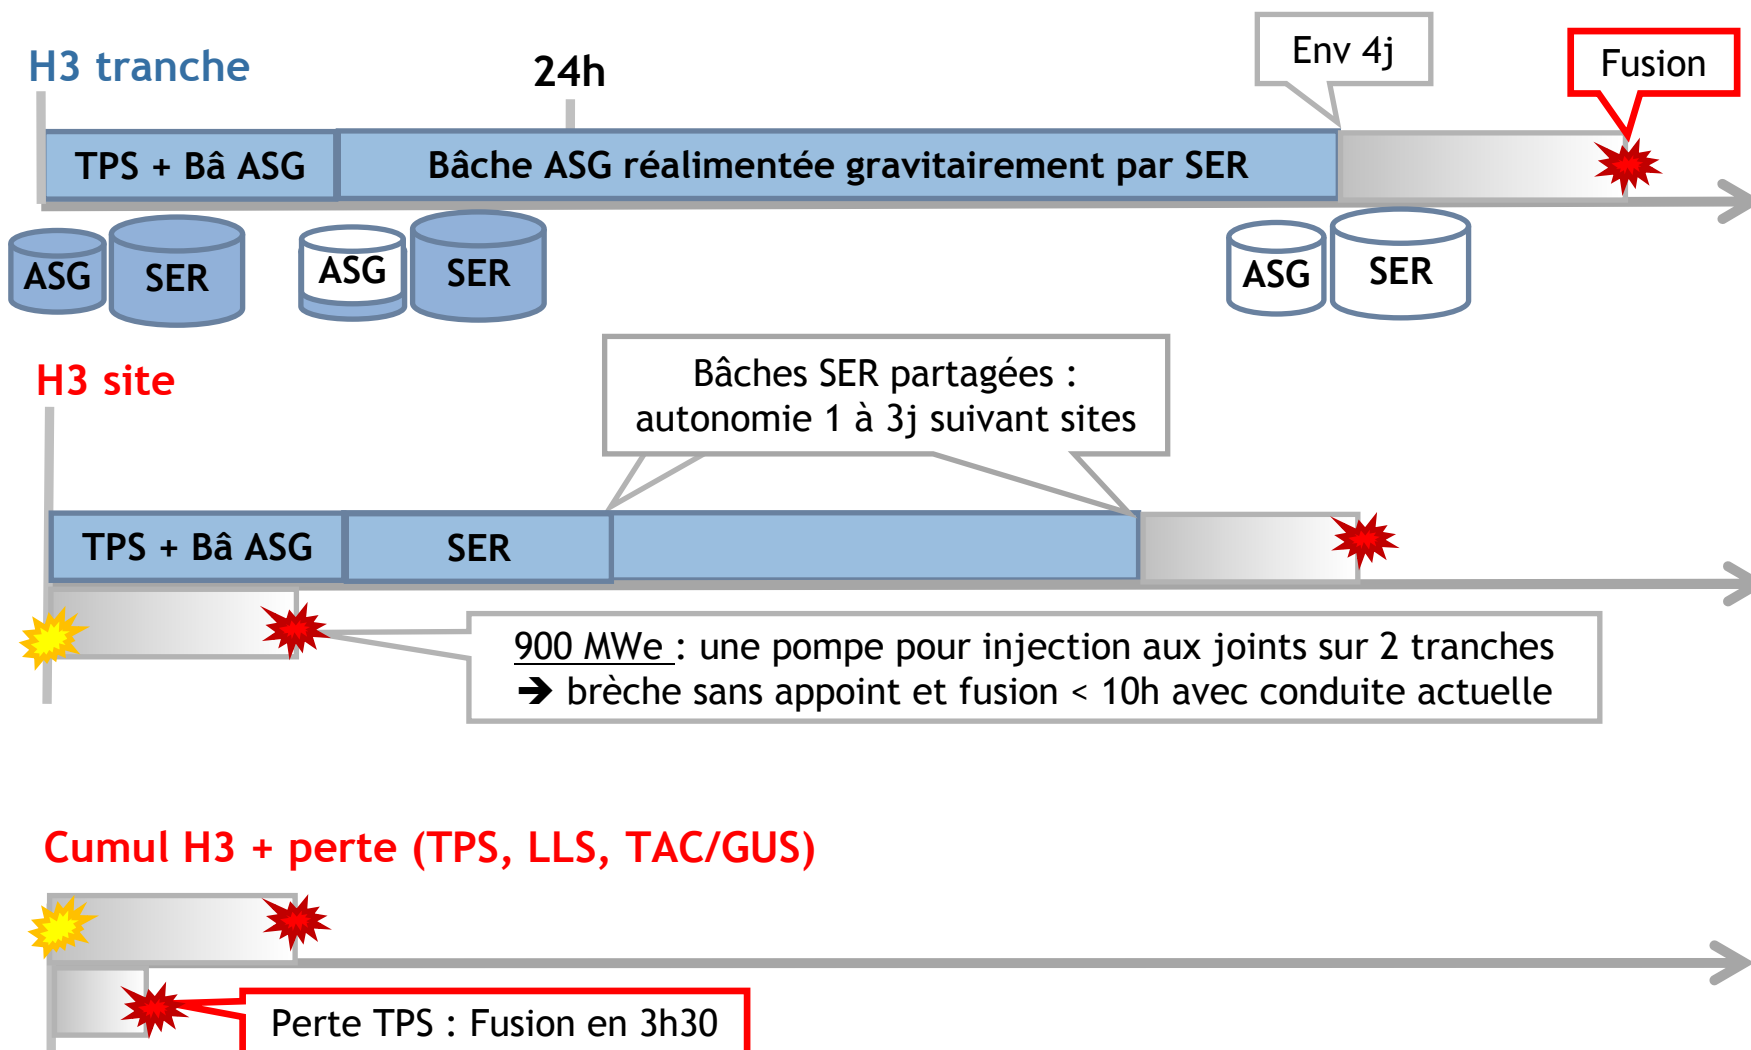 H3 tranche
24h
Env 4j
Fusion
TPS + Bâ ASG
Bâche ASG réalimentée gravitairement par SER
ASG
SER
ASG
SER
ASG
SER
H3 site
Bâches SER partagées :
autonomie 1 à 3j suivant sites
TPS + Bâ ASG
SER
900 MWe : une pompe pour injection aux joints sur 2 tranches
➔ brèche sans appoint et fusion < 10h avec conduite actuelle
Cumul H3 + perte (TPS, LLS, TAC/GUS)
Perte TPS : Fusion en 3h30